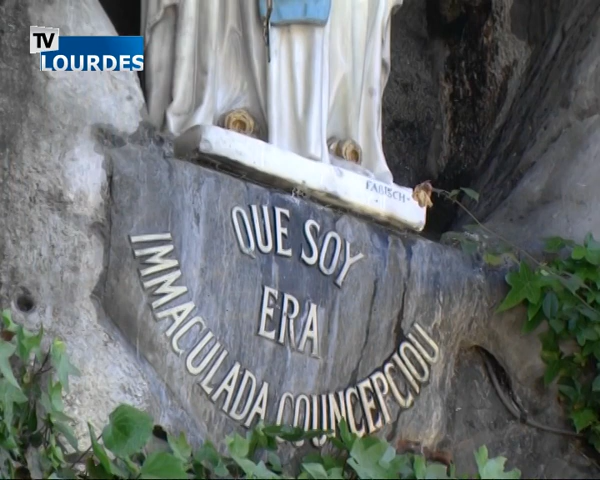 TV
LOURDES
FABISCH
QUE SOY
ERA
IMMACULADA COUNCEPCIOU